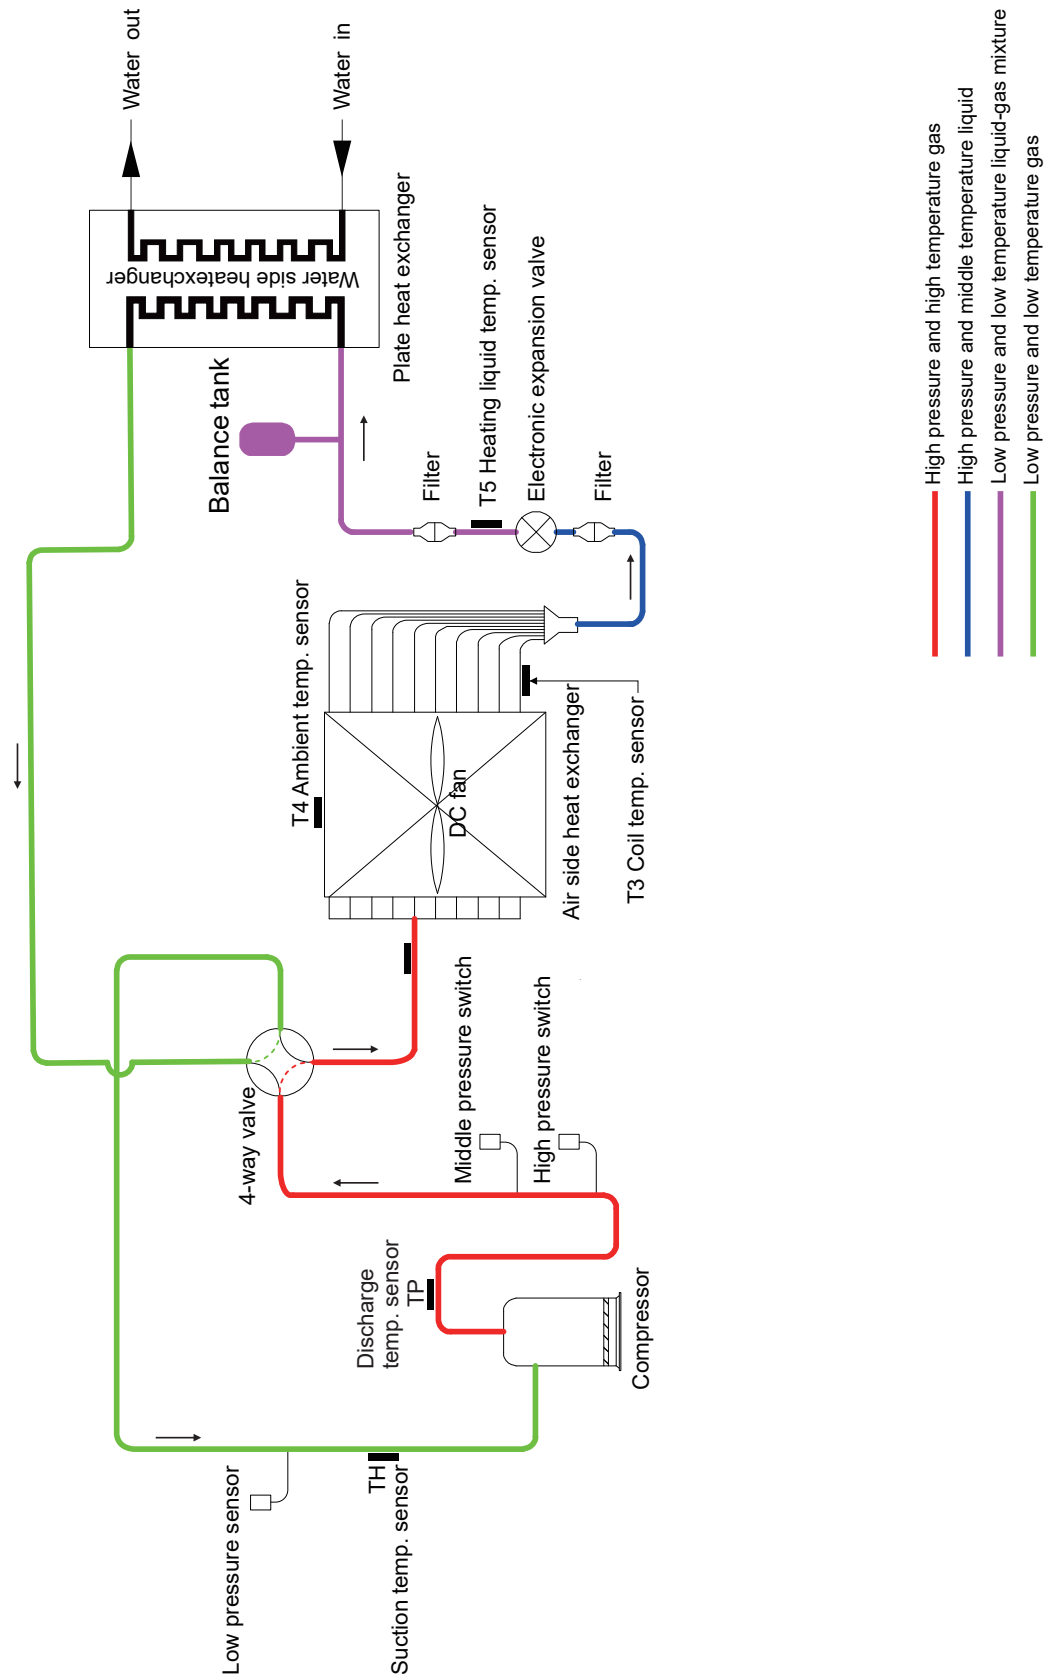 Water out
Water in
Water side heatexchanger
Plate heat exchanger
Balance tank
Filter
T5 Heating liquid temp. sensor
Electronic expansion valve
Filter
T4 Ambient temp. sensor
DC fan
Air side heat exchanger
T3 Coil temp. sensor
4-way valve
Middle pressure switch
High pressure switch
Discharge
temp. sensor
TP
Compressor
Low pressure sensor
TH
Suction temp. sensor
High pressure and high temperature gas
High pressure and middle temperature liquid
Low pressure and low temperature liquid-gas mixture
Low pressure and low temperature gas